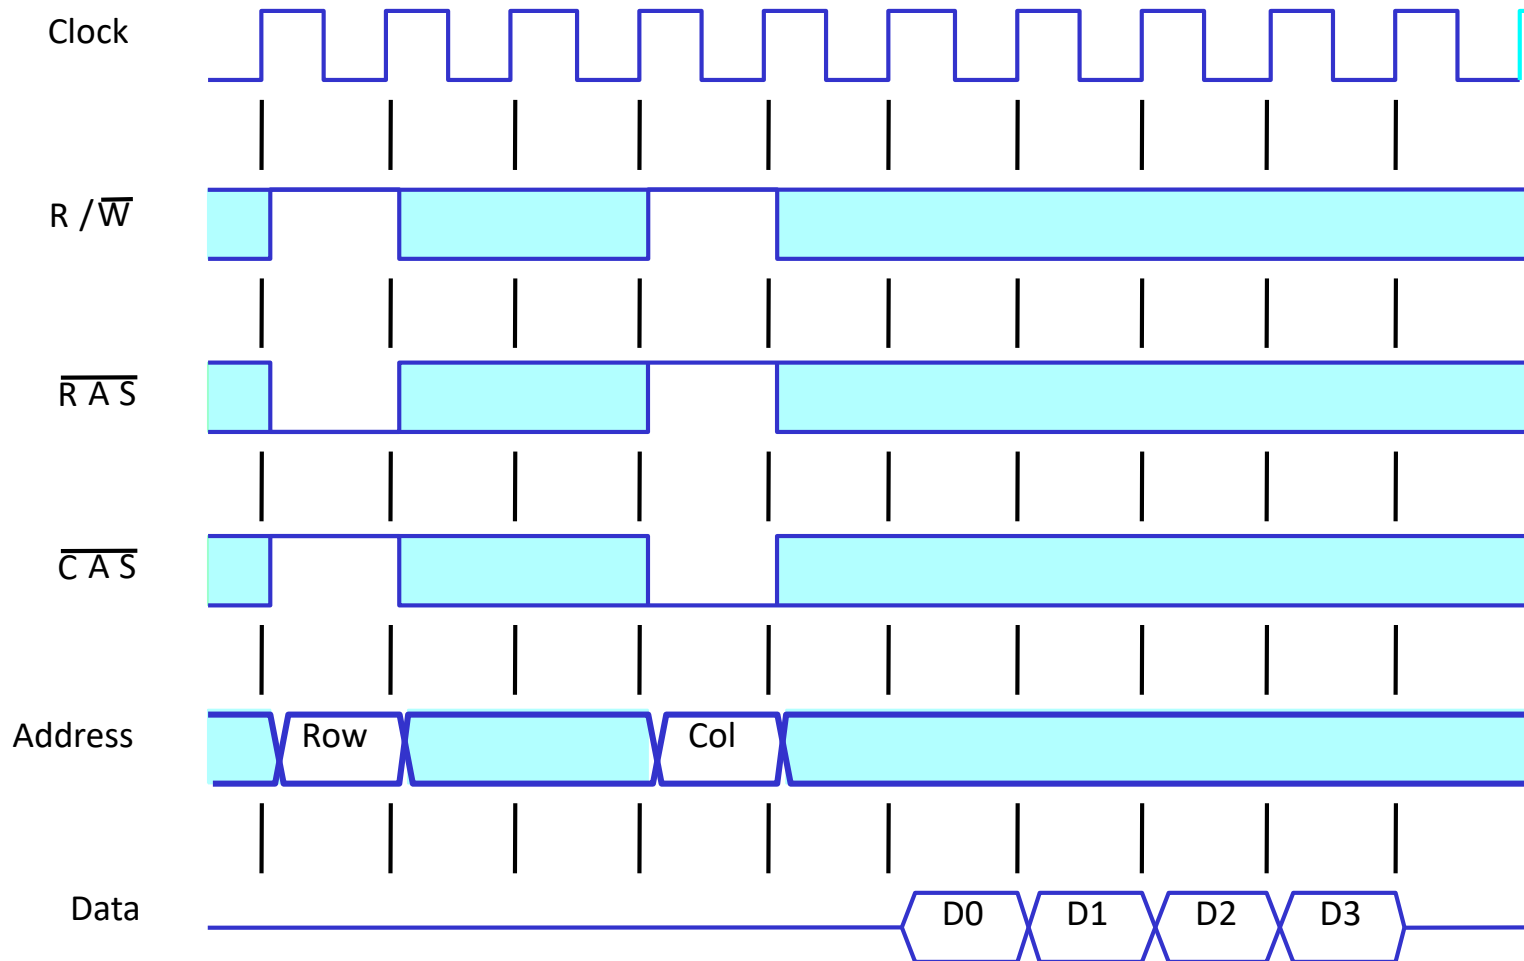 Clock
R / W̅
R̅ A̅ S̅
C̅ A̅ S̅
Address Row Col
Data D0 D1 D2 D3